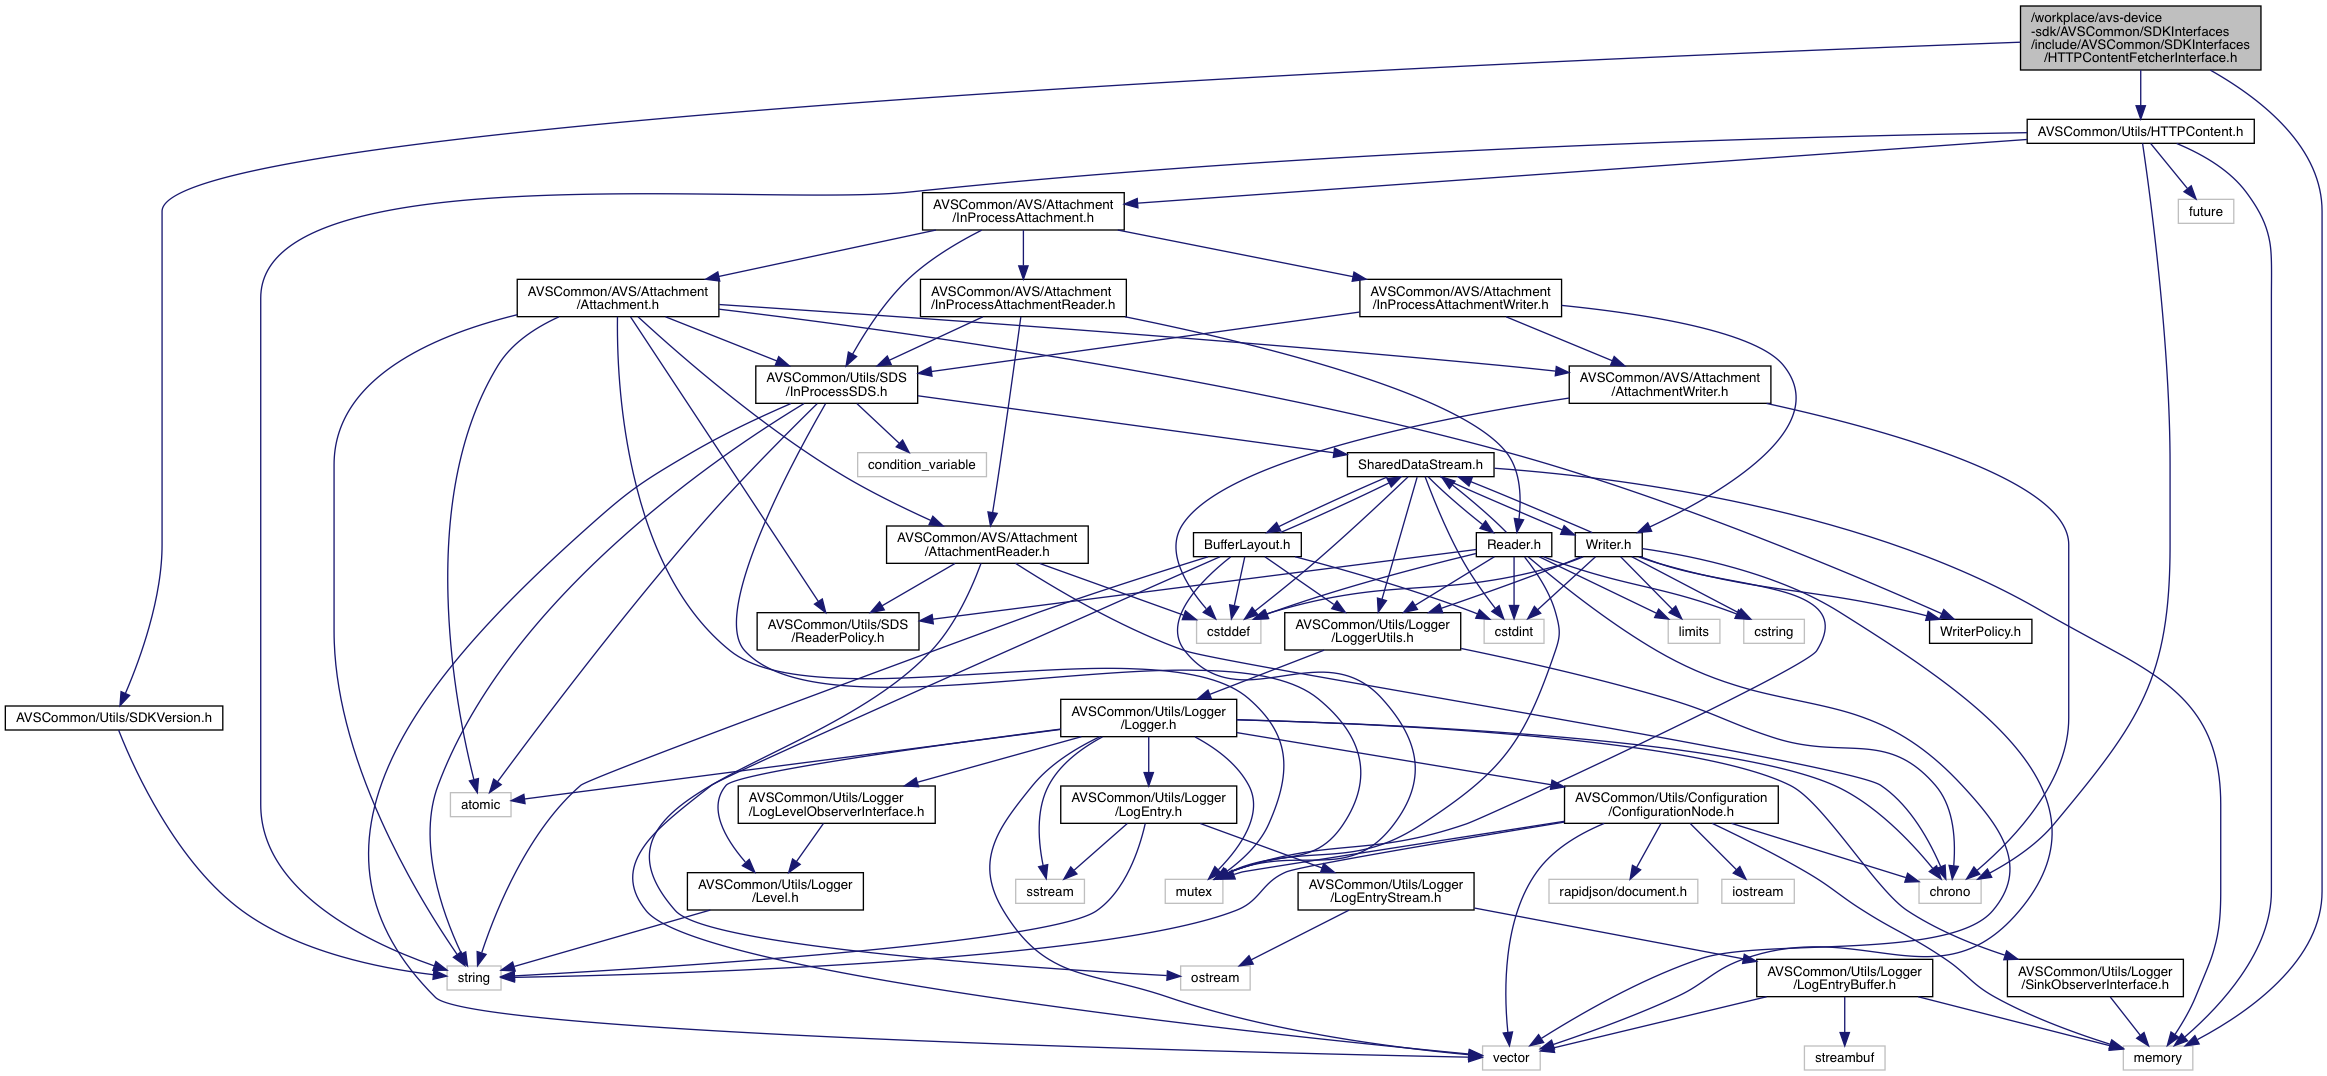 /workplace/avs-device
-sdk/AVSCommon/SDKInterfaces
/include/AVSCommon/SDKInterfaces
/HTTPContentFetcherInterface.h
AVSCommon/Utils/HTTPContent.h
AVSCommon/AVS/Attachment
/InProcessAttachment.h
future
AVSCommon/AVS/Attachment
/Attachment.h
AVSCommon/AVS/Attachment
/InProcessAttachmentReader.h
AVSCommon/AVS/Attachment
/InProcessAttachmentWriter.h
AVSCommon/Utils/SDS
/InProcessSDS.h
AVSCommon/AVS/Attachment
/AttachmentWriter.h
condition_variable
SharedDataStream.h
AVSCommon/AVS/Attachment
/AttachmentReader.h
BufferLayout.h
Reader.h
Writer.h
AVSCommon/Utils/SDS
/ReaderPolicy.h
cstddef
AVSCommon/Utils/Logger
/LoggerUtils.h
cstdint
limits
cstring
WriterPolicy.h
AVSCommon/Utils/SDKVersion.h
AVSCommon/Utils/Logger
/Logger.h
atomic
AVSCommon/Utils/Logger
/LogLevelObserverInterface.h
AVSCommon/Utils/Logger
/LogEntry.h
AVSCommon/Utils/Configuration
/ConfigurationNode.h
AVSCommon/Utils/Logger
/Level.h
sstream
mutex
AVSCommon/Utils/Logger
/LogEntryStream.h
rapidjson/document.h
iostream
chrono
string
ostream
AVSCommon/Utils/Logger
/LogEntryBuffer.h
AVSCommon/Utils/Logger
/SinkObserverInterface.h
vector
streambuf
memory